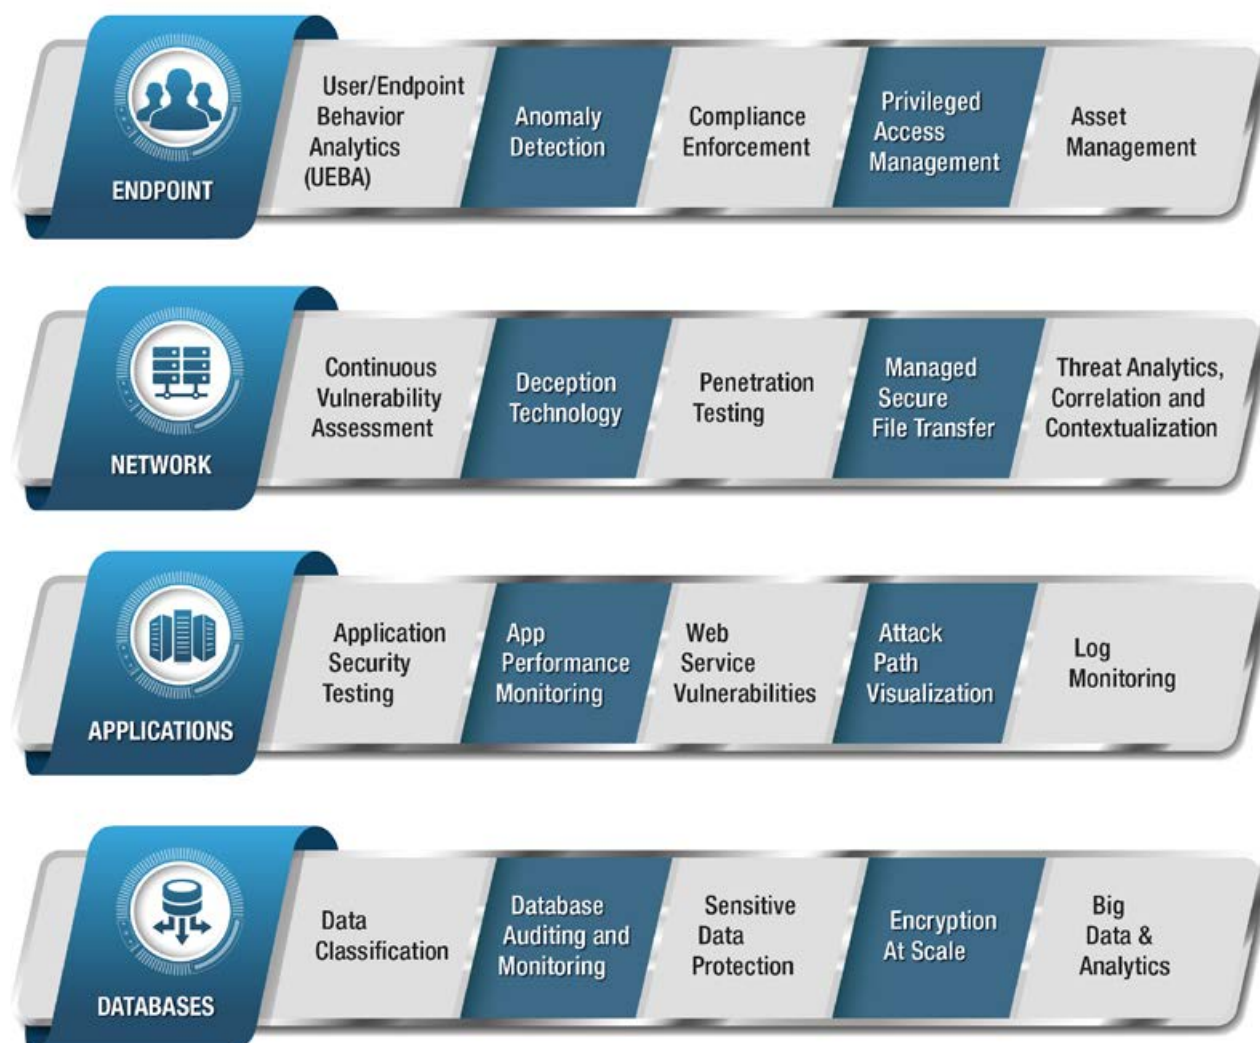 ENDPOINT
User/Endpoint
Behavior
Analytics
(UEBA)
Anomaly
Detection
Compliance
Enforcement
Privileged
Access
Management
Asset
Management
NETWORK
Continuous
Vulnerability
Assessment
Deception
Technology
Penetration
Testing
Managed
Secure
File Transfer
Threat Analytics,
Correlation and
Contextualization
APPLICATIONS
Application
Security
Testing
App
Performance
Monitoring
Web
Service
Vulnerabilities
Attack
Path
Visualization
Log
Monitoring
DATABASES
Data
Classification
Database
Auditing and
Monitoring
Sensitive
Data
Protection
Encryption
At Scale
Big
Data &
Analytics